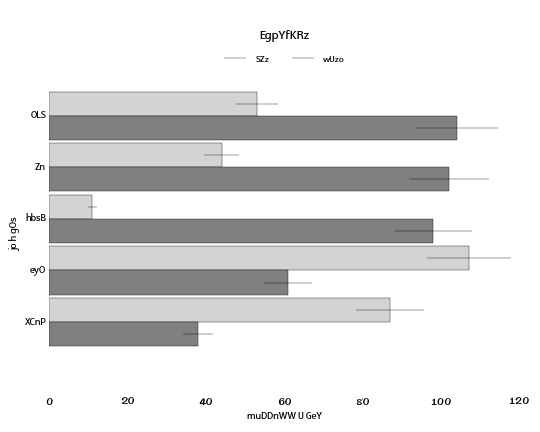 EgpYfKRz
SZz
wUzo
OLS
Zn
hbsB
eyO
XCnP
jo h gOs
0 20 40 60 80 100 120
muDDnWW U GeY